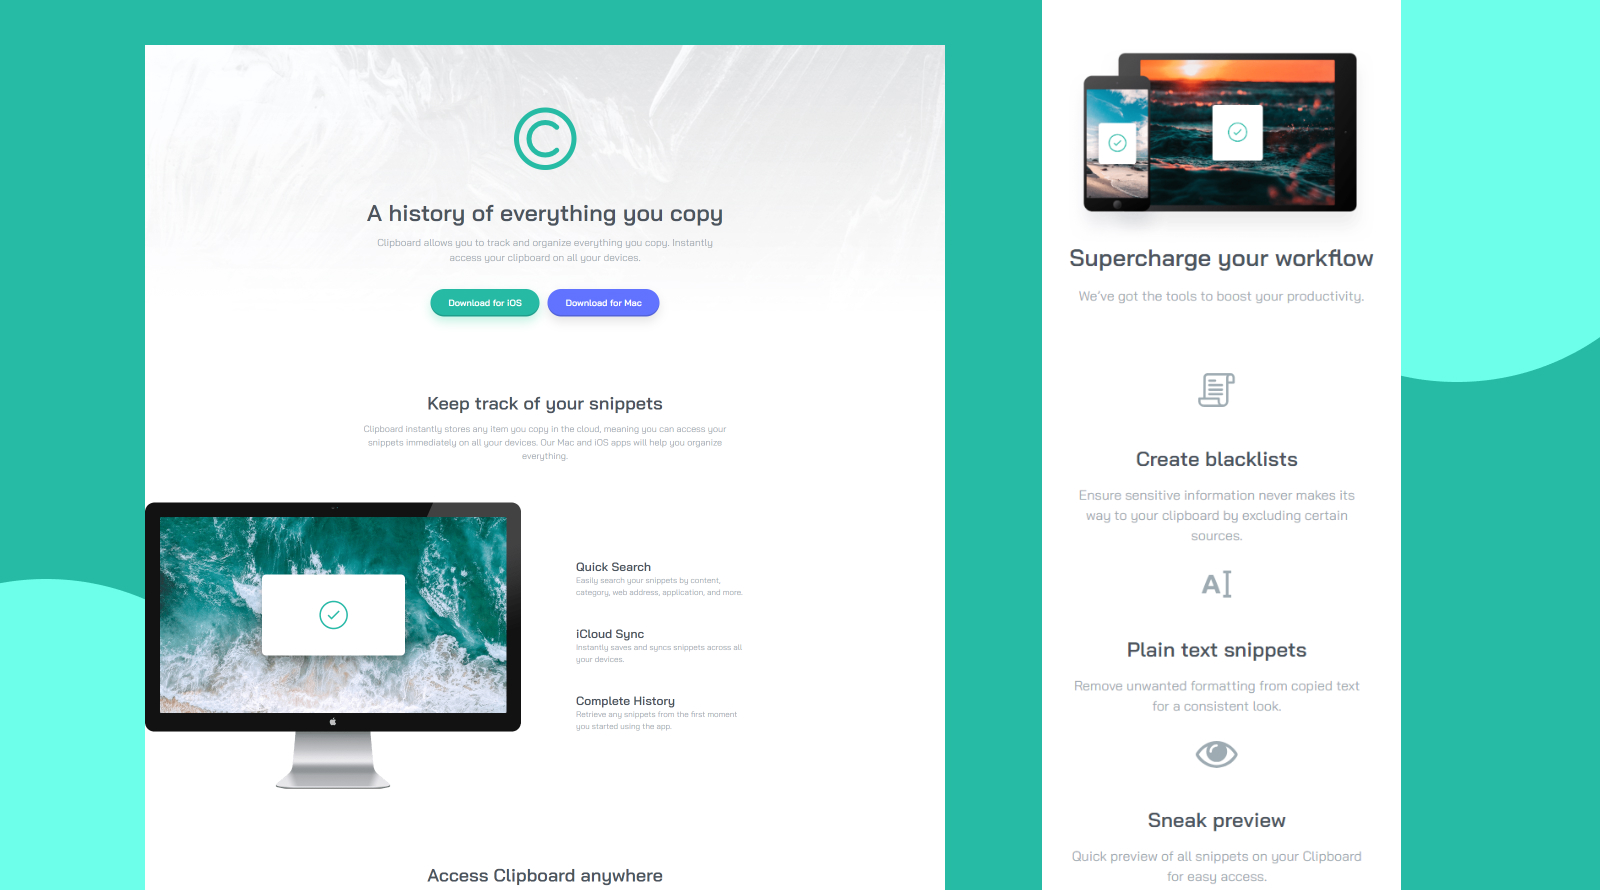 A history of everything you copy
Clipboard allows you to track and organize everything you copy. Instantly
access your clipboard on all your devices.
Download for iOS
Download for Mac
Keep track of your snippets
Clipboard instantly stores any item you copy in the cloud, meaning you can access your
snippets immediately on all your devices. Our Mac and iOS apps will help you organize
everything.
Quick Search
Easily search your snippets by content,
category, web address, application, and more.
iCloud Sync
Instantly saves and syncs snippets across all
your devices.
Complete History
Retrieve any snippets from the first moment
you started using the app.
Access Clipboard anywhere
Supercharge your workflow
We've got the tools to boost your productivity.
Create blacklists
Ensure sensitive information never makes its
way to your clipboard by excluding certain
sources.
Plain text snippets
Remove unwanted formatting from copied text
for a consistent look.
Sneak preview
Quick preview of all snippets on your Clipboard
for easy access.